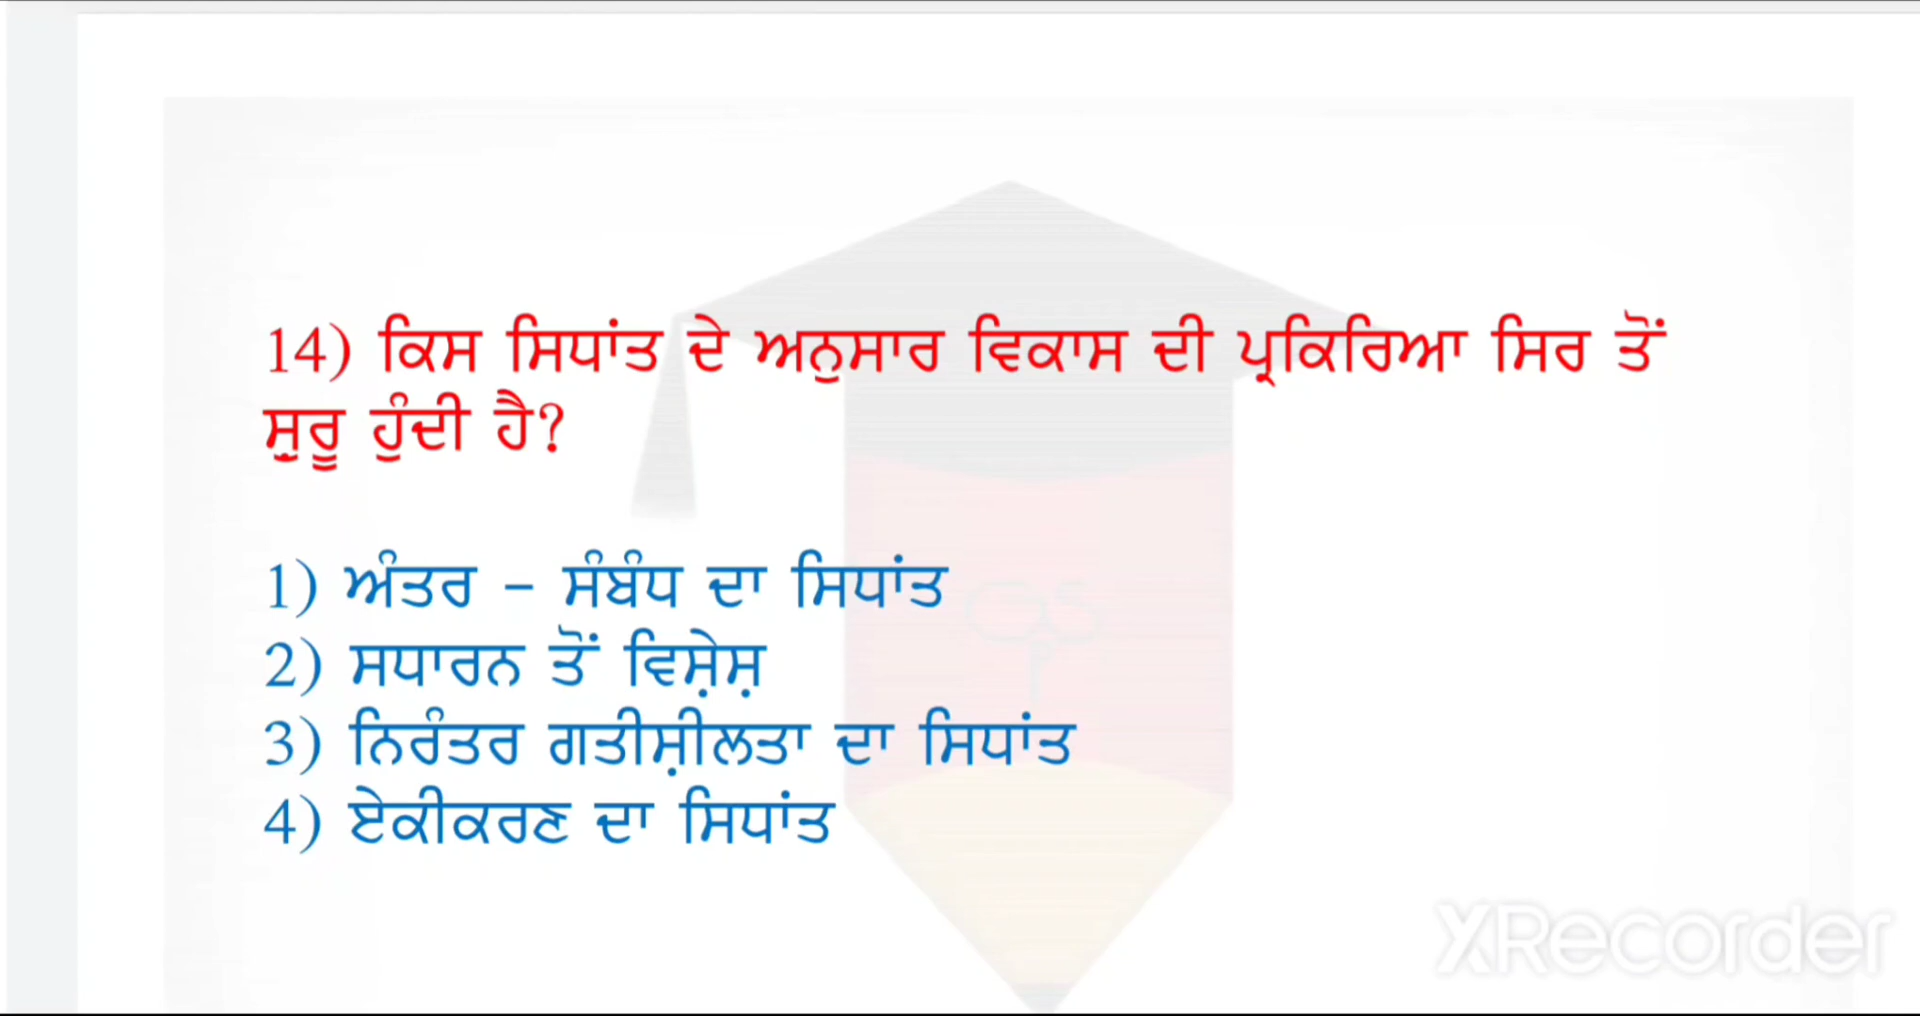 14) ਕਿਸ ਸਿਧਾਂਤ ਦੇ ਅਨੁਸਾਰ ਵਿਕਾਸ ਦੀ ਪ੍ਰਕਿਰਿਆ ਸਿਰ ਤੋਂ
ਸ਼ੁਰੂ ਹੁੰਦੀ ਹੈ?
1) ਅੰਤਰ – ਸੰਬੰਧ ਦਾ ਸਿਧਾਂਤ
2) ਸਧਾਰਨ ਤੋਂ ਵਿਸ਼ੇਸ਼
3) ਨਿਰੰਤਰ ਗਤੀਸ਼ੀਲਤਾ ਦਾ ਸਿਧਾਂਤ
4) ਏਕੀਕਰਣ ਦਾ ਸਿਧਾਂਤ
XRecorder